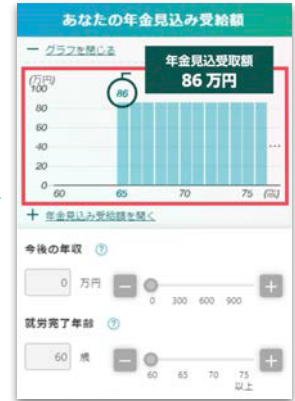 あなたの年金見込み受給額
－ グラフを閉じる
年金見込受取額
86 万円
(万円)
100
86
80
60
40
20
0
…
60 65 70 75 (歳)
＋ 年金見込み受給額を開く
今後の年収 ?
0 万円 － ＋
0 300 600 900
就労完了年齢 ?
60 歳 － ＋
60 65 70 75
以上